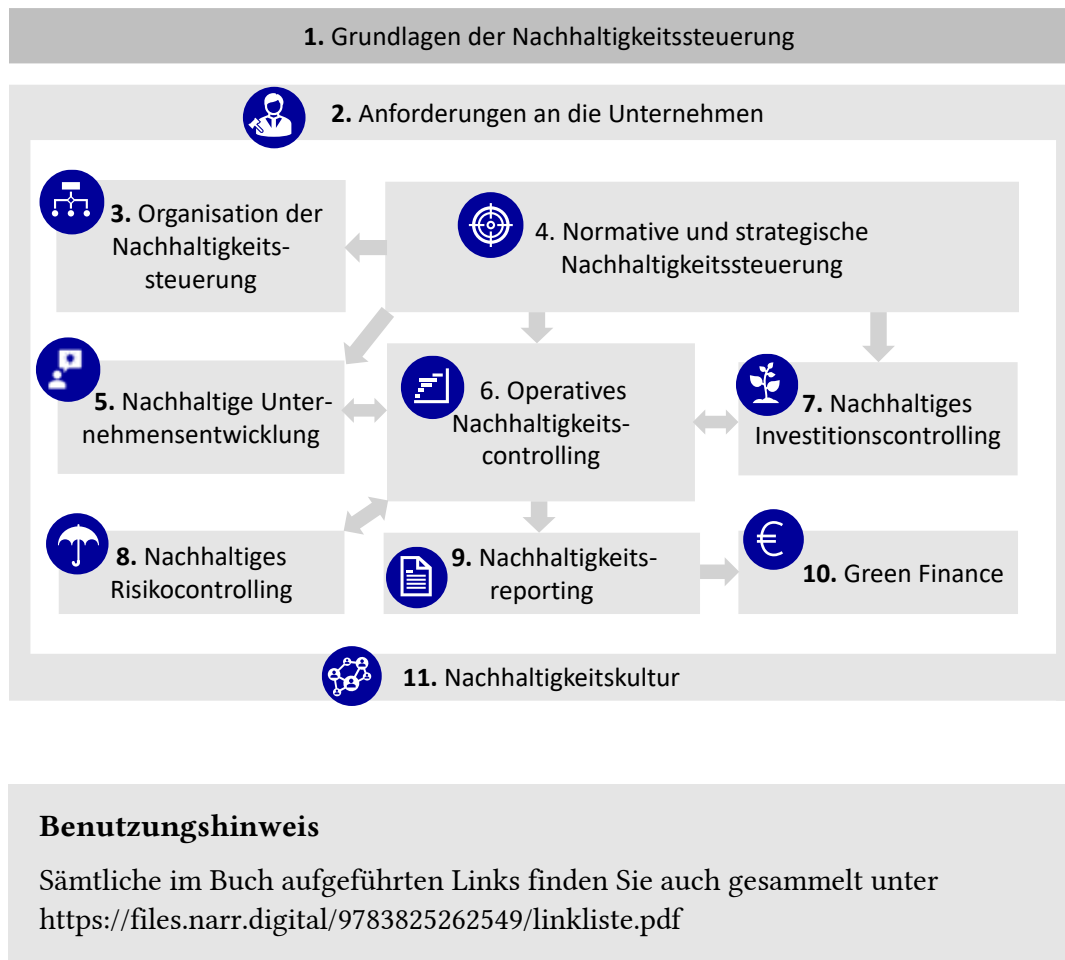 1. Grundlagen der Nachhaltigkeitssteuerung
2. Anforderungen an die Unternehmen
3. Organisation der
Nachhaltigkeits-
steuerung
4. Normative und strategische
Nachhaltigkeitssteuerung
5. Nachhaltige Unter-
nehmensentwicklung
6. Operatives
Nachhaltigkeits-
controlling
7. Nachhaltiges
Investitionscontrolling
8. Nachhaltiges
Risikocontrolling
9. Nachhaltigkeits-
reporting
€
10. Green Finance
11. Nachhaltigkeitskultur
Benutzungshinweis
Sämtliche im Buch aufgeführten Links finden Sie auch gesammelt unter
https://files.narr.digital/9783825262549/linkliste.pdf